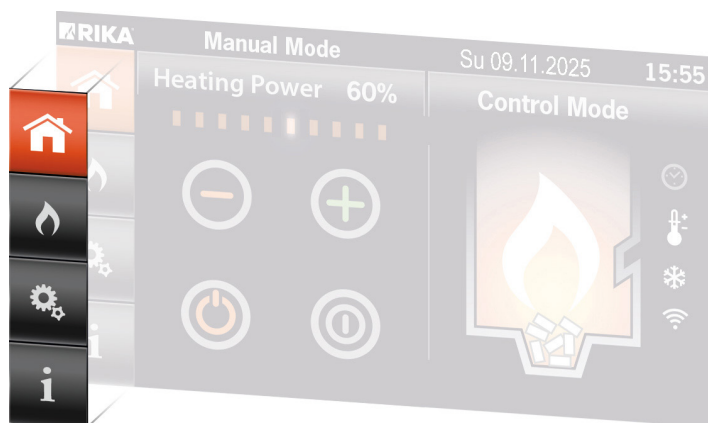 RIKA
Manual Mode
Su 09.11.2025
15:55
Heating Power 60%
Control Mode
i
i